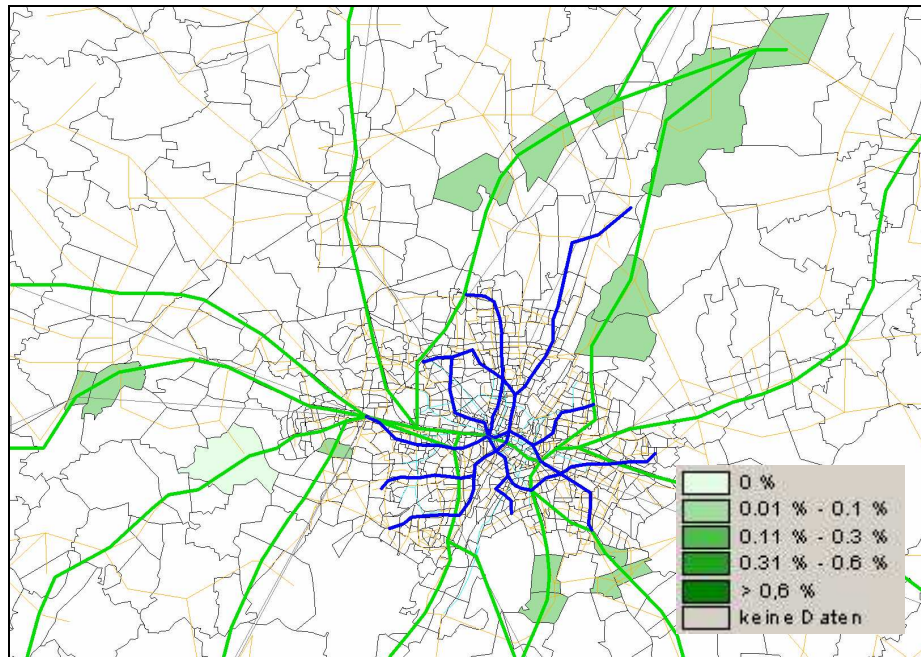 0 %
0.01 % - 0.1 %
0.11 % - 0.3 %
0.31 % - 0.6 %
> 0,6 %
keine Daten